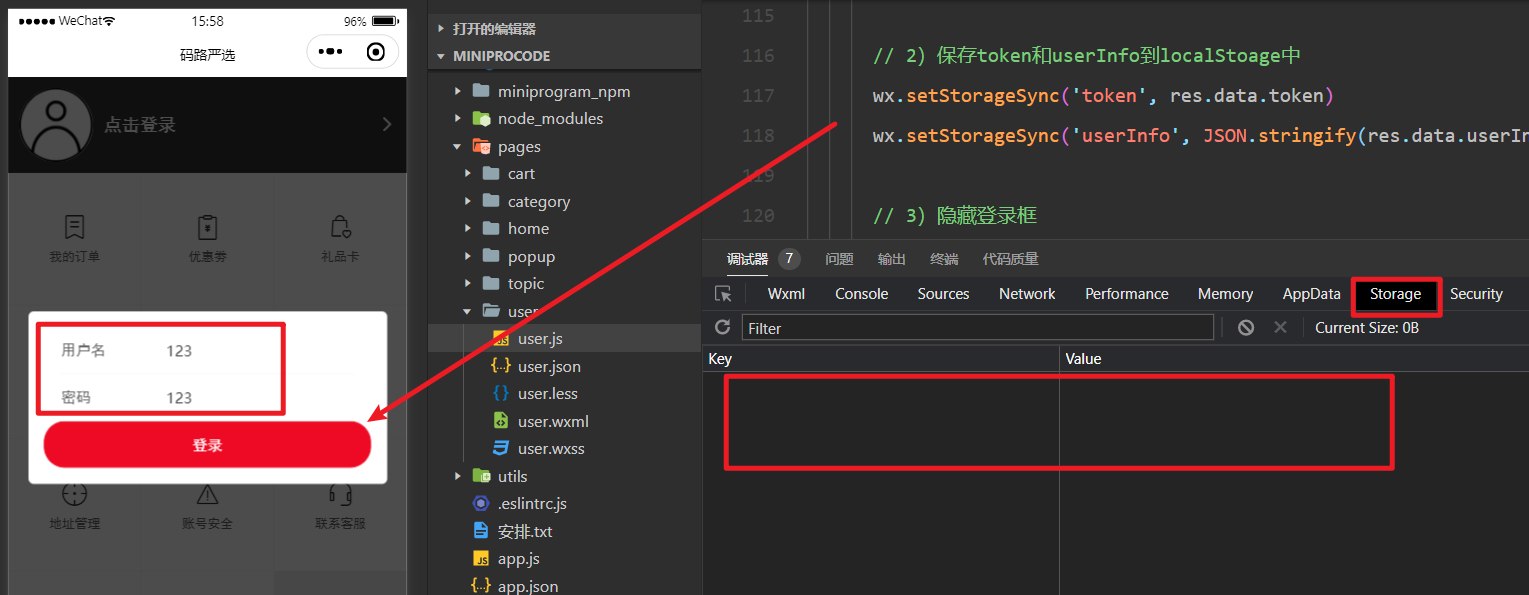 WeChat 15:58 96%
码路严选
点击登录
我的订单 优惠券 礼品卡
用户名 123
密码 123
登录
地址管理 账号安全 联系客服
打开的编辑器
MINIPROCODE
miniprogram_npm
node_modules
pages
cart
category
home
popup
topic
user
user.js
user.json
user.less
user.wxml
user.wxss
utils
.eslintrc.js
安排.txt
app.js
app.json
115
116 // 2) 保存token和userInfo到localStoage中
117 wx.setStorageSync('token', res.data.token)
118 wx.setStorageSync('userInfo', JSON.stringify(res.data.userIn
119
120 // 3) 隐藏登录框
调试器 7 问题 输出 终端 代码质量
Wxml Console Sources Network Performance Memory AppData Storage Security
Filter Current Size: 0B
Key Value